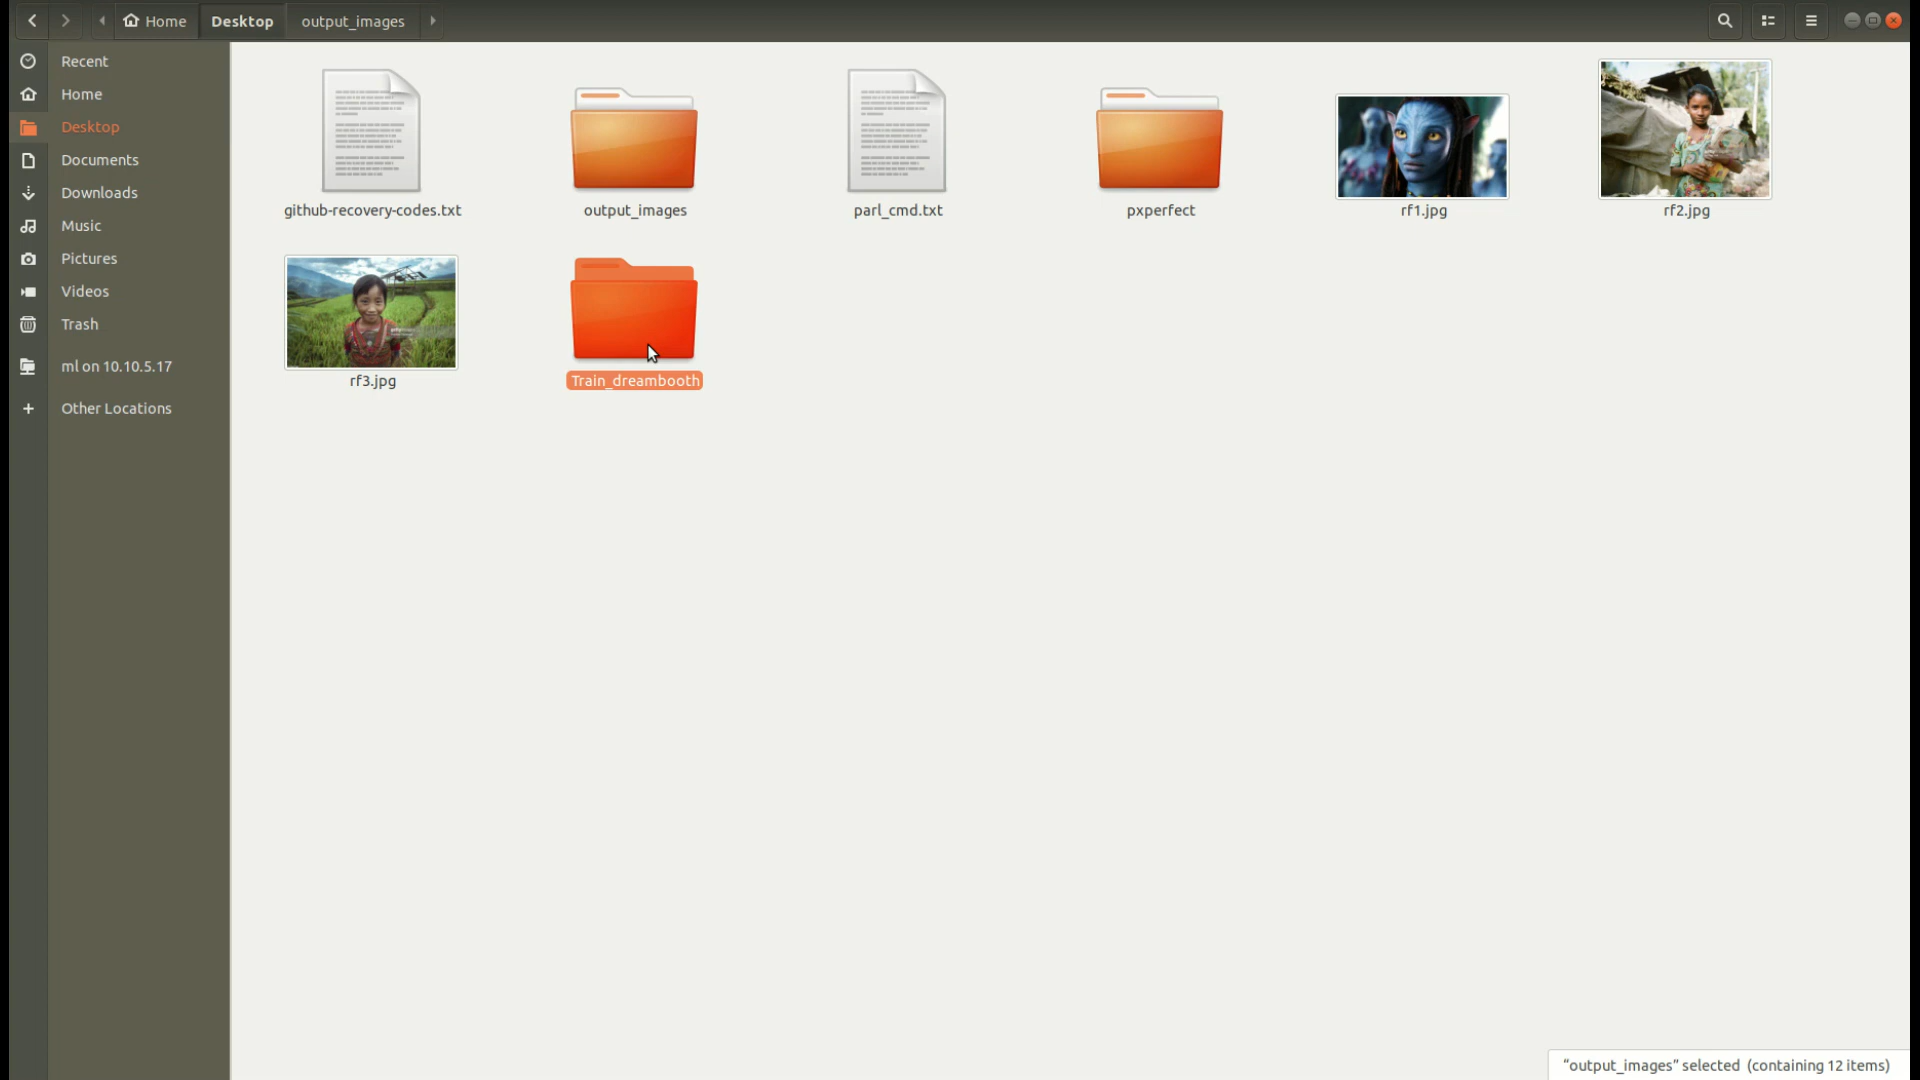 Home
Desktop
output_images
Recent
Home
Desktop
Documents
Downloads
Music
Pictures
Videos
Trash
ml on 10.10.5.17
Other Locations
github-recovery-codes.txt
output_images
parl_cmd.txt
pxperfect
rf1.jpg
rf2.jpg
rf3.jpg
Train_dreambooth
“output_images” selected (containing 12 items)